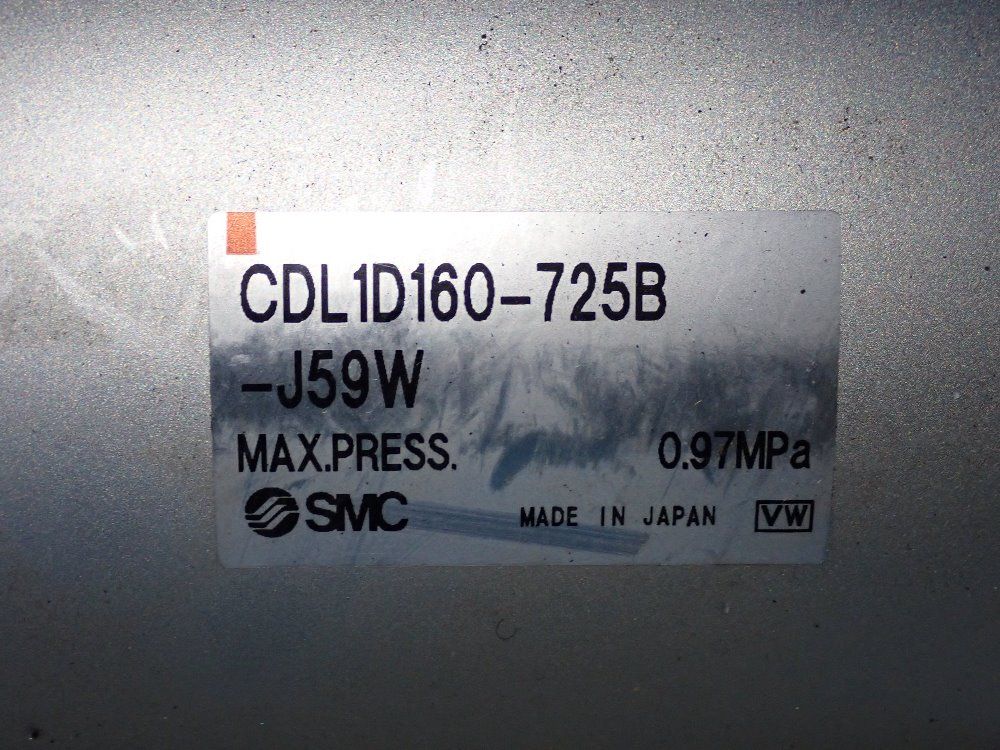 CDL1D160-725B
-J59W
MAX.PRESS. 0.97MPa
SMC MADE IN JAPAN VW